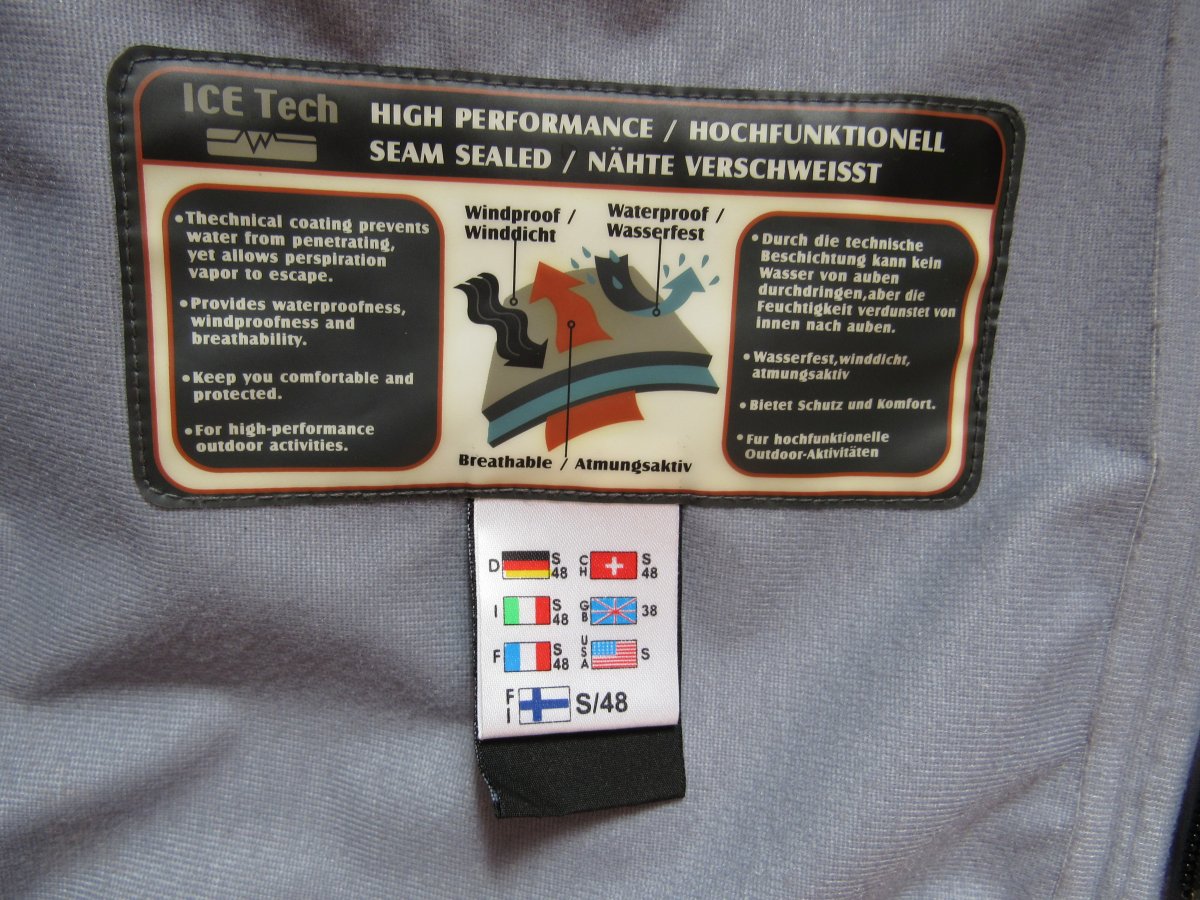 ICE Tech
HIGH PERFORMANCE / HOCHFUNKTIONELL
SEAM SEALED / NÄHTE VERSCHWEISST
•Thechnical coating prevents
water from penetrating,
yet allows perspiration
vapor to escape.
•Provides waterproofness,
windproofness and
breathability.
•Keep you comfortable and
protected.
•For high-performance
outdoor activities.
Windproof /
Winddicht
Waterproof /
Wasserfest
Breathable / Atmungsaktiv
•Durch die technische
Beschichtung kann kein
Wasser von auben
durchdringen,aber die
Feuchtigkeit verdunstet von
innen nach auben.
•Wasserfest,winddicht,
atmungsaktiv
•Bietet Schutz und Komfort.
•Fur hochfunktionelle
Outdoor-Aktivitäten
D S 48 CH S 48
I S 48 GB 38
F S 48 USA S
FI S/48